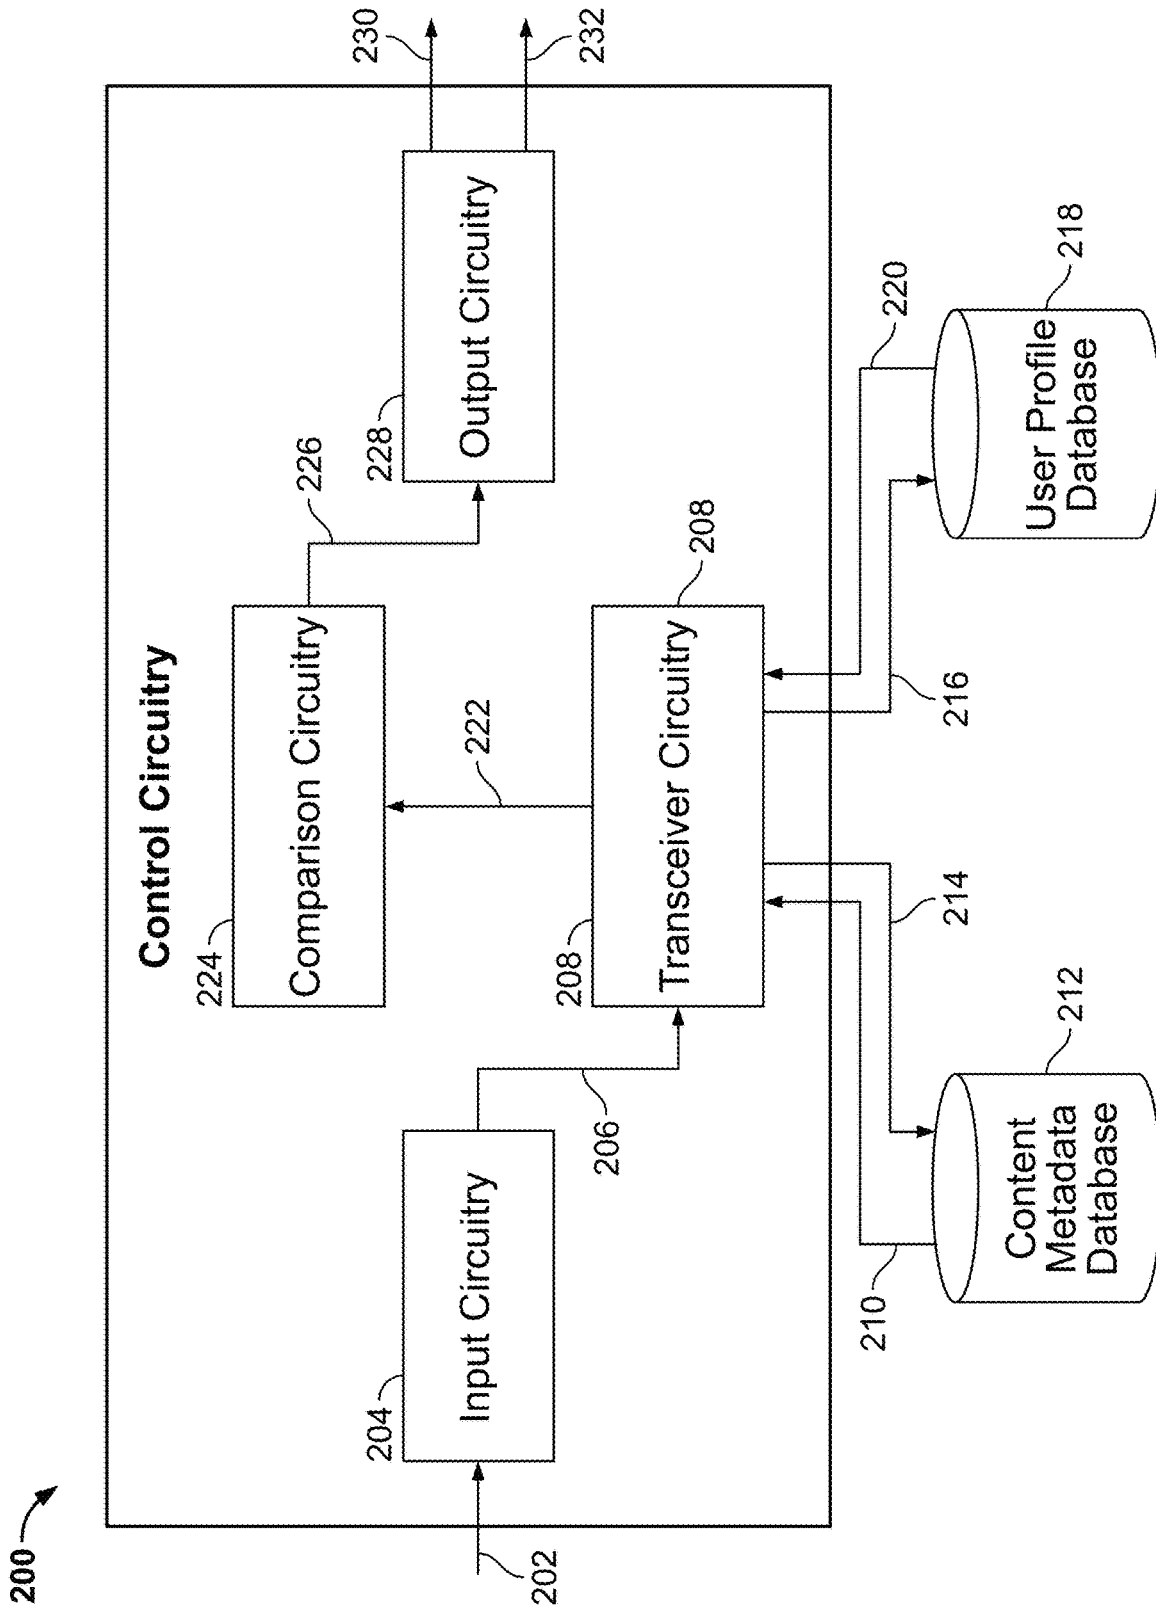 200
Control Circuitry
202
204
Input Circuitry
206
224
Comparison Circuitry
222
208
Transceiver Circuitry
208
226
228
Output Circuitry
230
232
210
Content
Metadata
Database
212
214
216
User Profile
Database
218
220